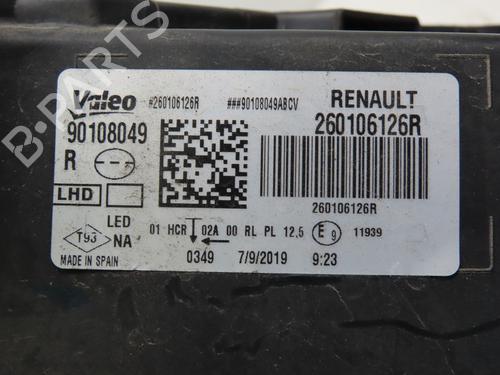 Valeo #260106126R ###90108049ABCV RENAULT
90108049 260106126R
R
LHD 260106126R
LED
T93 NA 01 HCR 02A 00 RL PL 12,5 E9 11939
MADE IN SPAIN 0349 7/9/2019 9:23
B-PARTS